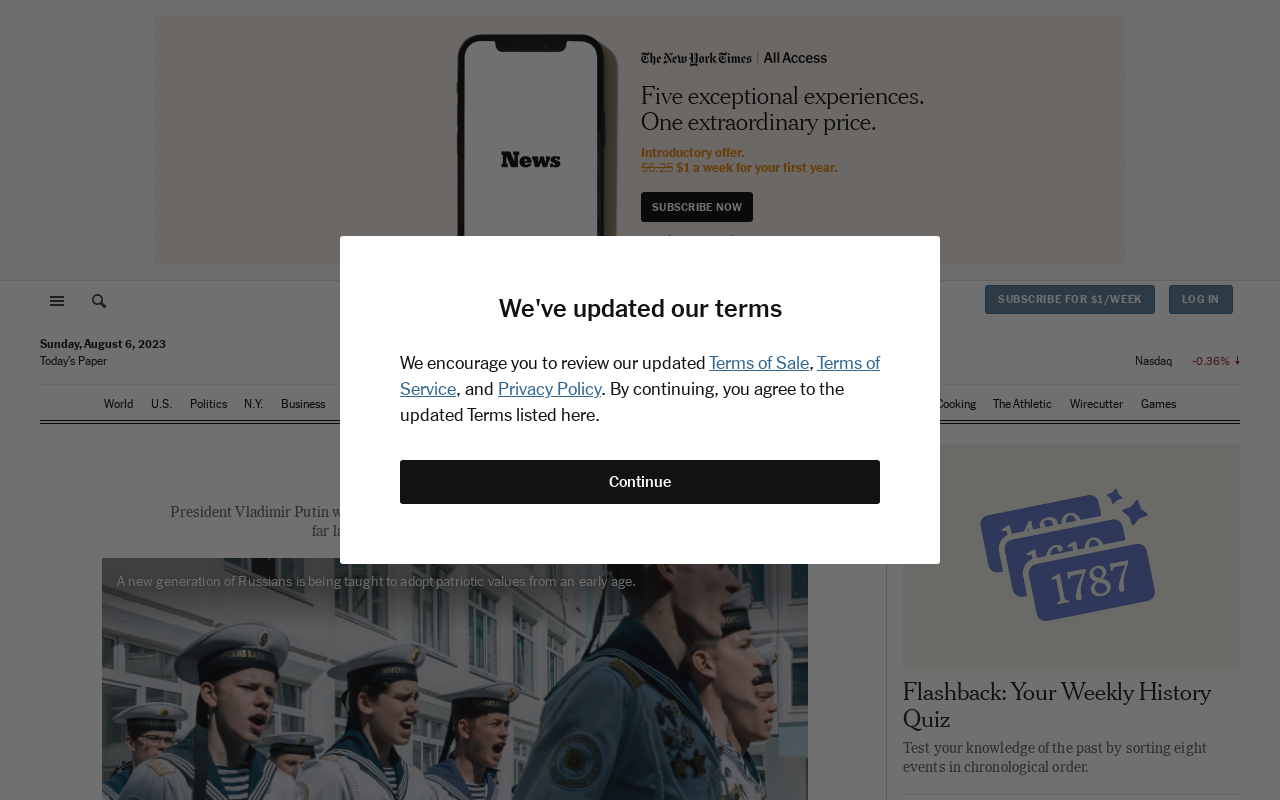 The New York Times | All Access
Five exceptional experiences.
One extraordinary price.
Introductory offer.
$6.25 $1 a week for your first year.
News
SUBSCRIBE NOW
SUBSCRIBE FOR $1/WEEK
LOG IN
Sunday, August 6, 2023
Today's Paper
Nasdaq -0.36%
World U.S. Politics N.Y. Business
Cooking The Athletic Wirecutter Games
We've updated our terms
We encourage you to review our updated Terms of Sale, Terms of
Service, and Privacy Policy. By continuing, you agree to the
updated Terms listed here.
Continue
President Vladimir Putin
far
A new generation of Russians is being taught to adopt patriotic values from an early age.
1787
Flashback: Your Weekly History
Quiz
Test your knowledge of the past by sorting eight
events in chronological order.